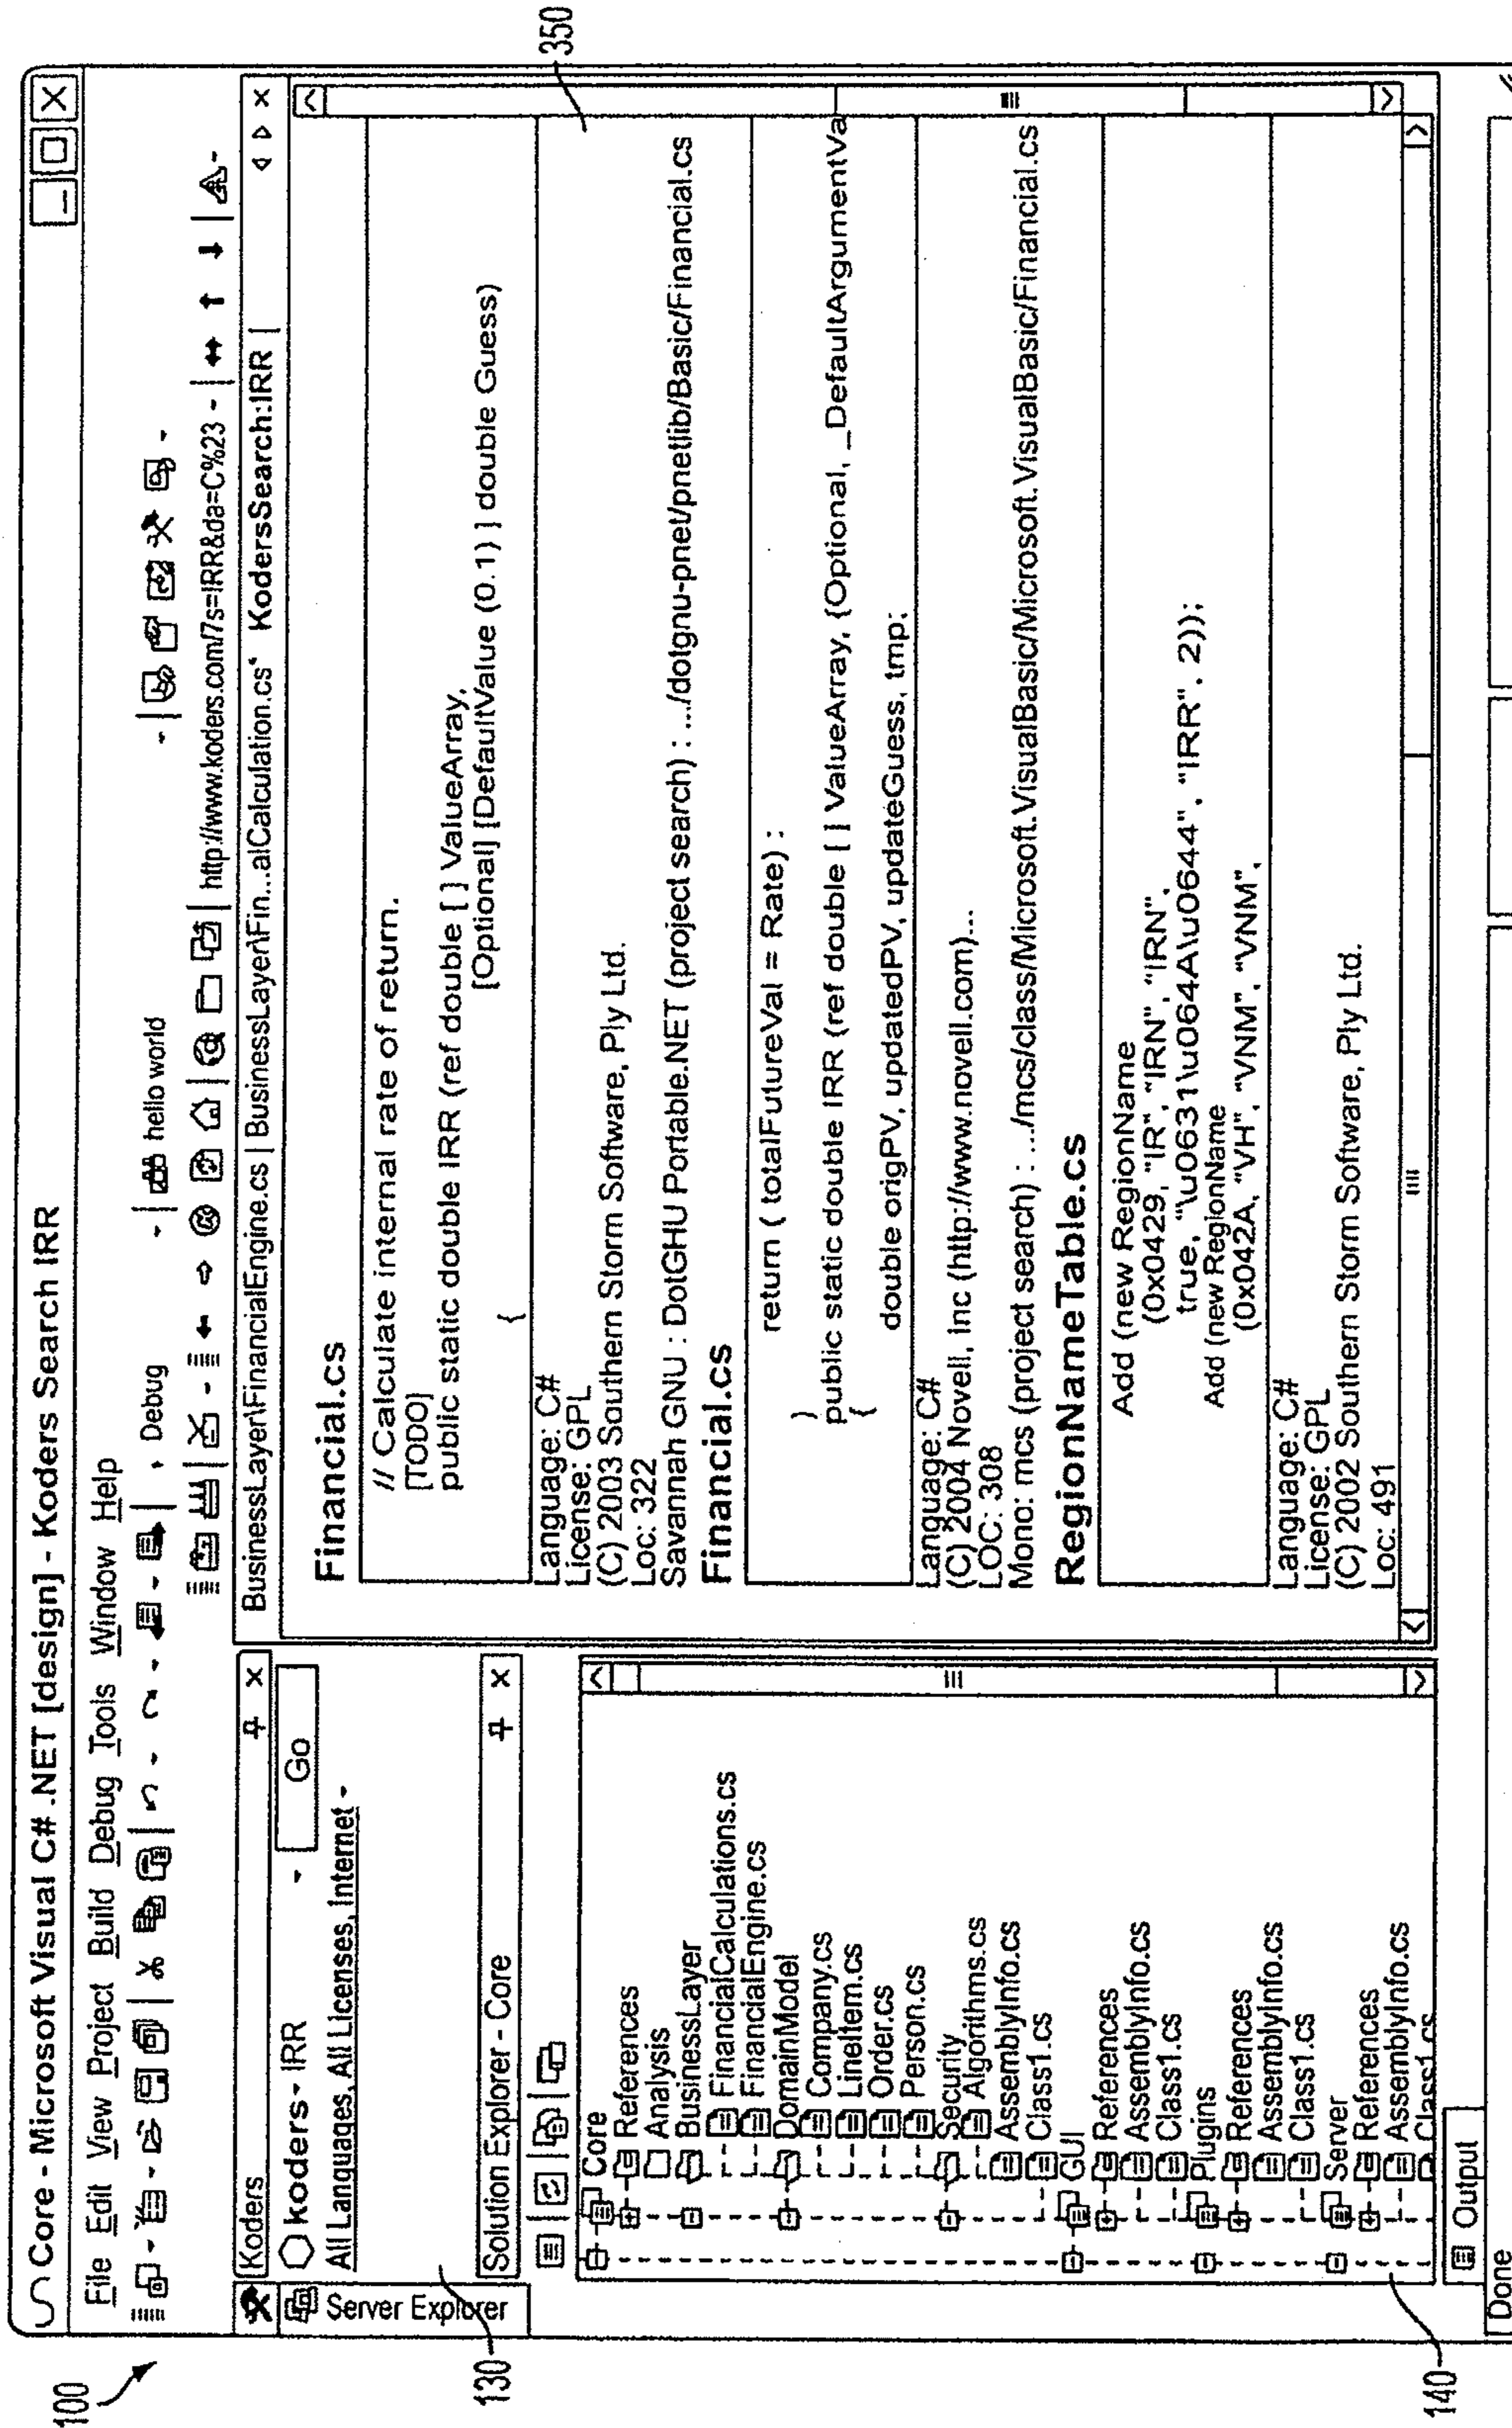 100
Core - Microsoft Visual C# .NET [design] - Koders Search IRR
File Edit View Project Build Debug Tools Window Help
Debug
hello world
http://www.koders.com/7s=IRR&da=C%23
Koders
koders - IRR
Go
All Languages, All Licenses, Internet
130
Server Explorer
Solution Explorer - Core
Core
References
Analysis
BusinessLayer
FinancialCalculations.cs
FinancialEngine.cs
DomainModel
Company.cs
LineItem.cs
Order.cs
Person.cs
Security
Algorithms.cs
AssemblyInfo.cs
Class1.cs
GUI
References
AssemblyInfo.cs
Class1.cs
Plugins
References
AssemblyInfo.cs
Class1.cs
Server
References
AssemblyInfo.cs
Class1.cs
140
Output
Done
BusinessLayer\FinancialEngine.cs | BusinessLayer\Fin...alCalculation.cs* KodersSearch:IRR |
350
Financial.cs
// Calculate internal rate of return.
[TODO]
public static double IRR (ref double [ ] ValueArray,
[Optional] [DefaultValue (0.1) ] double Guess)
{
Language: C#
License: GPL
(C) 2003 Southern Storm Software, Ply Ltd.
Loc: 322
Savannah GNU : DotGHU Portable.NET (project search) : .../dotgnu-pnet/pnetlib/Basic/Financial.cs
Financial.cs
return ( totalFutureVal = Rate) ;
}
public static double IRR (ref double [ ] ValueArray, {Optional, _DefaultArgumentVa
{
double origPV, updatedPV, updateGuess, tmp;
Language: C#
(C) 2004 Novell, inc (http://www.novell.com)...
LOC: 308
Mono: mcs (project search) : .../mcs/class/Microsoft.VisualBasic/Microsoft.VisualBasic/Financial.cs
RegionNameTable.cs
Add (new RegionName
(0x0429, "IR", "IRN", "IRN",
true, "\u0631\u064A\u0644", "IRR", 2));
Add (new RegionName
(0x042A, "VH", "VNM", "VNM",
Language: C#
License: GPL
(C) 2002 Southern Storm Software, Ply Ltd.
Loc: 491